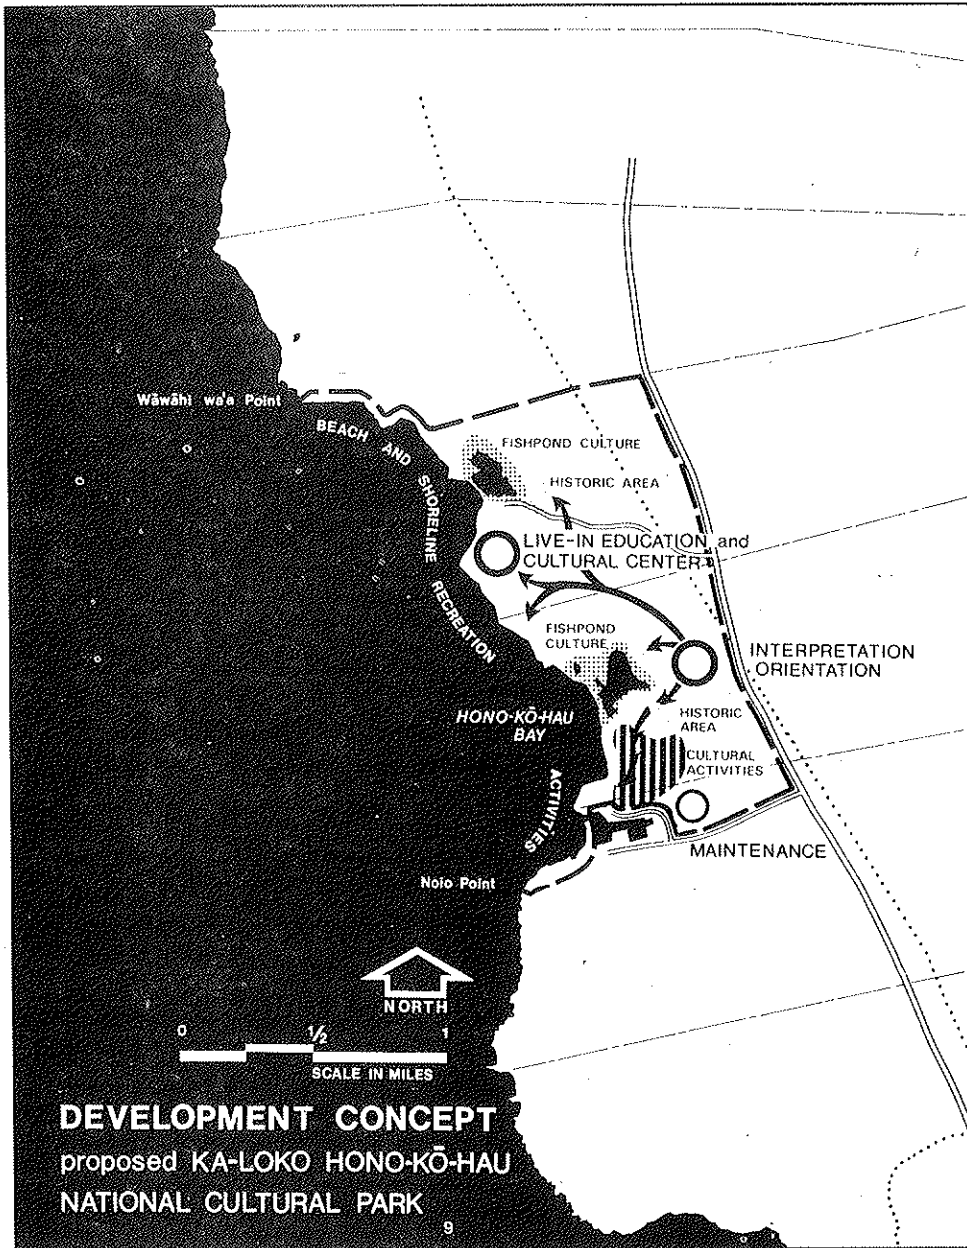 Wāwāhi wa'a Point
BEACH AND SHORELINE RECREATION ACTIVITIES
FISHPOND CULTURE
HISTORIC AREA
LIVE-IN EDUCATION and
CULTURAL CENTER
FISHPOND
CULTURE
INTERPRETATION
ORIENTATION
HONO-KŌ-HAU
BAY
HISTORIC
AREA
CULTURAL
ACTIVITIES
MAINTENANCE
Noio Point
NORTH
0 1/2 1
SCALE IN MILES
DEVELOPMENT CONCEPT
proposed KA-LOKO HONO-KŌ-HAU
NATIONAL CULTURAL PARK
9